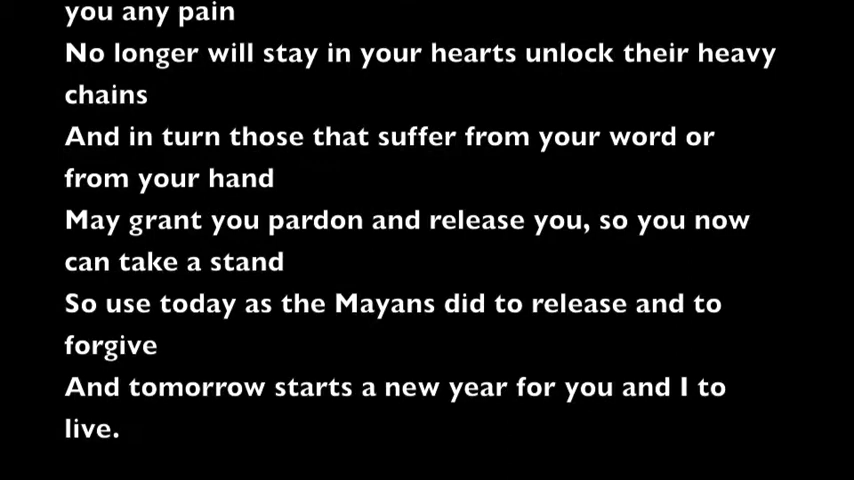 you any pain
No longer will stay in your hearts unlock their heavy
chains
And in turn those that suffer from your word or
from your hand
May grant you pardon and release you, so you now
can take a stand
So use today as the Mayans did to release and to
forgive
And tomorrow starts a new year for you and I to
live.